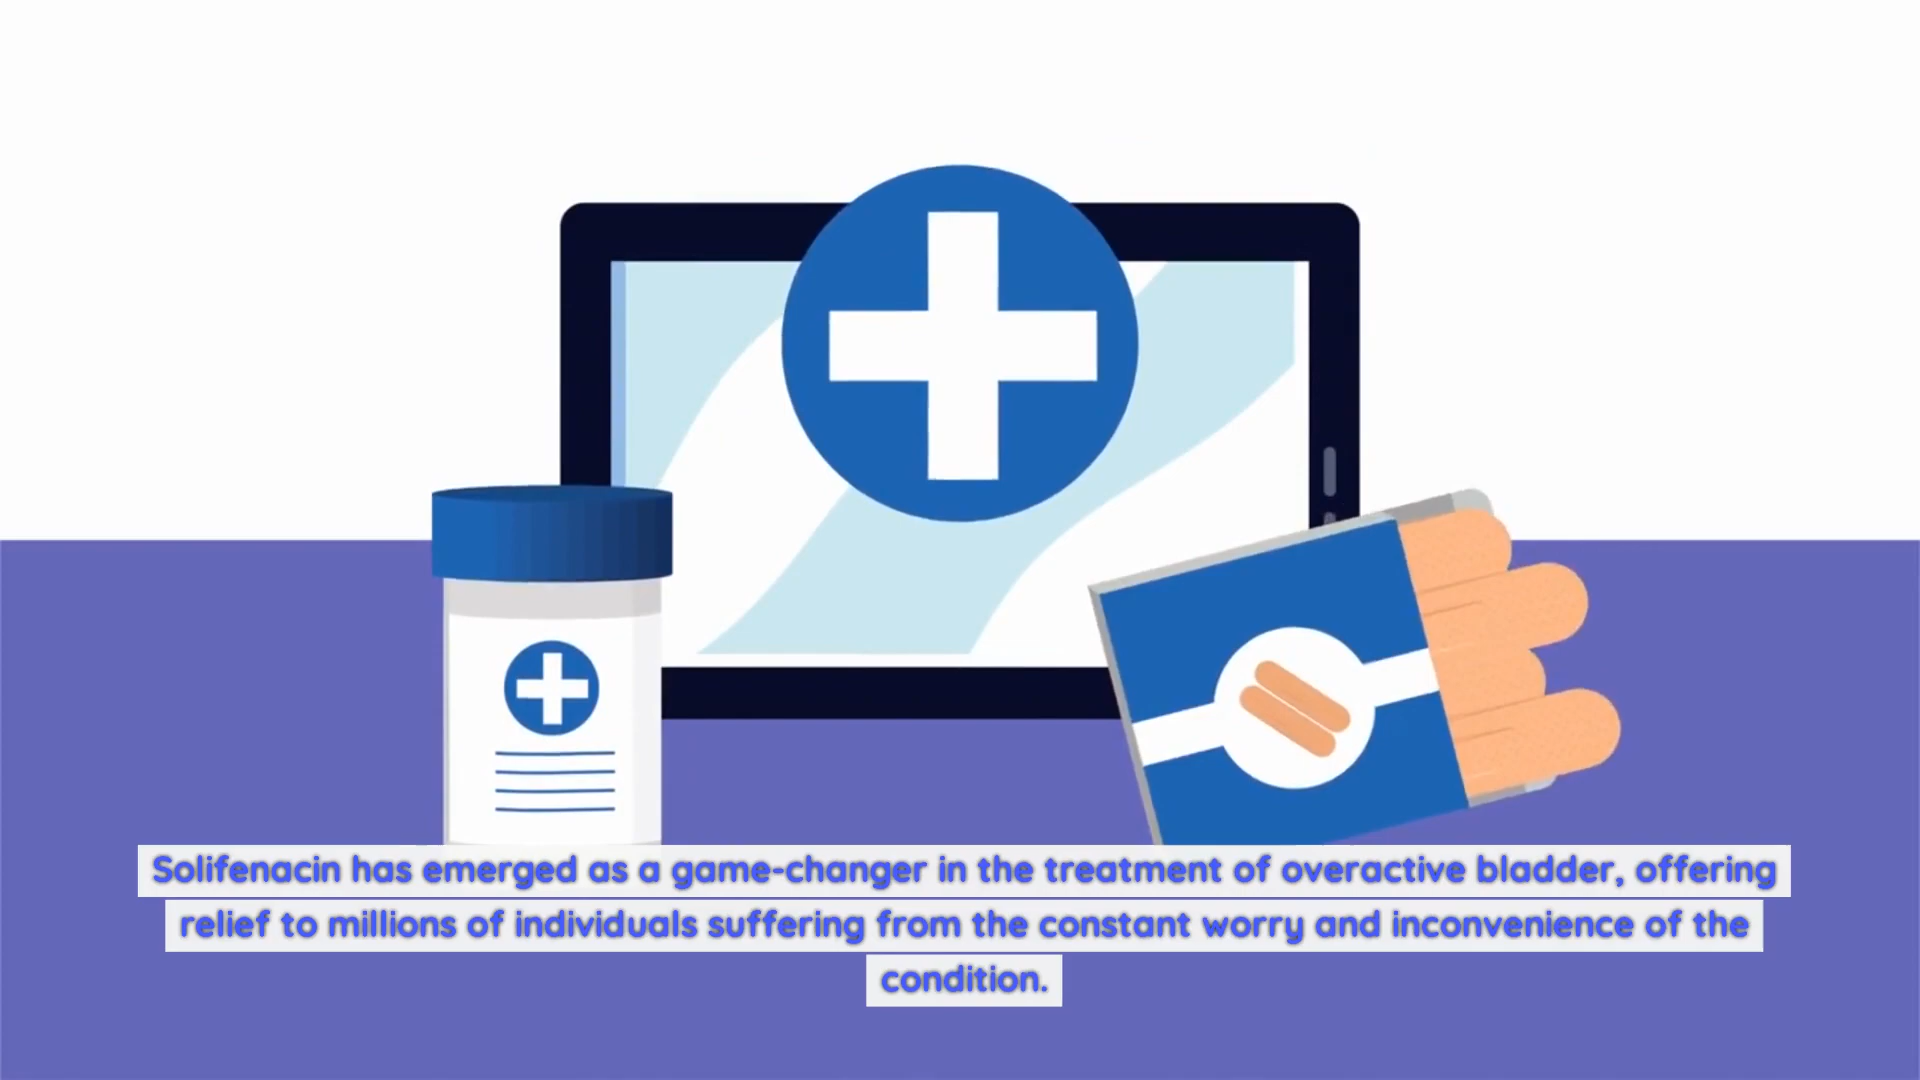 Solifenacin has emerged as a game-changer in the treatment of overactive bladder, offering
relief to millions of individuals suffering from the constant worry and inconvenience of the
condition.